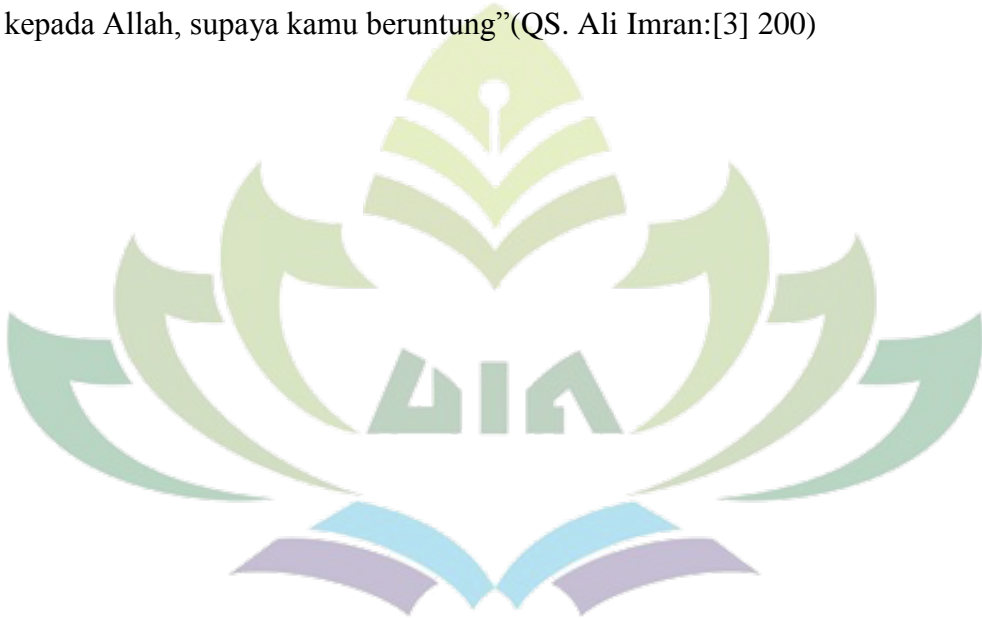 kepada Allah, supaya kamu beruntung”(QS. Ali Imran:[3] 200)
UIN